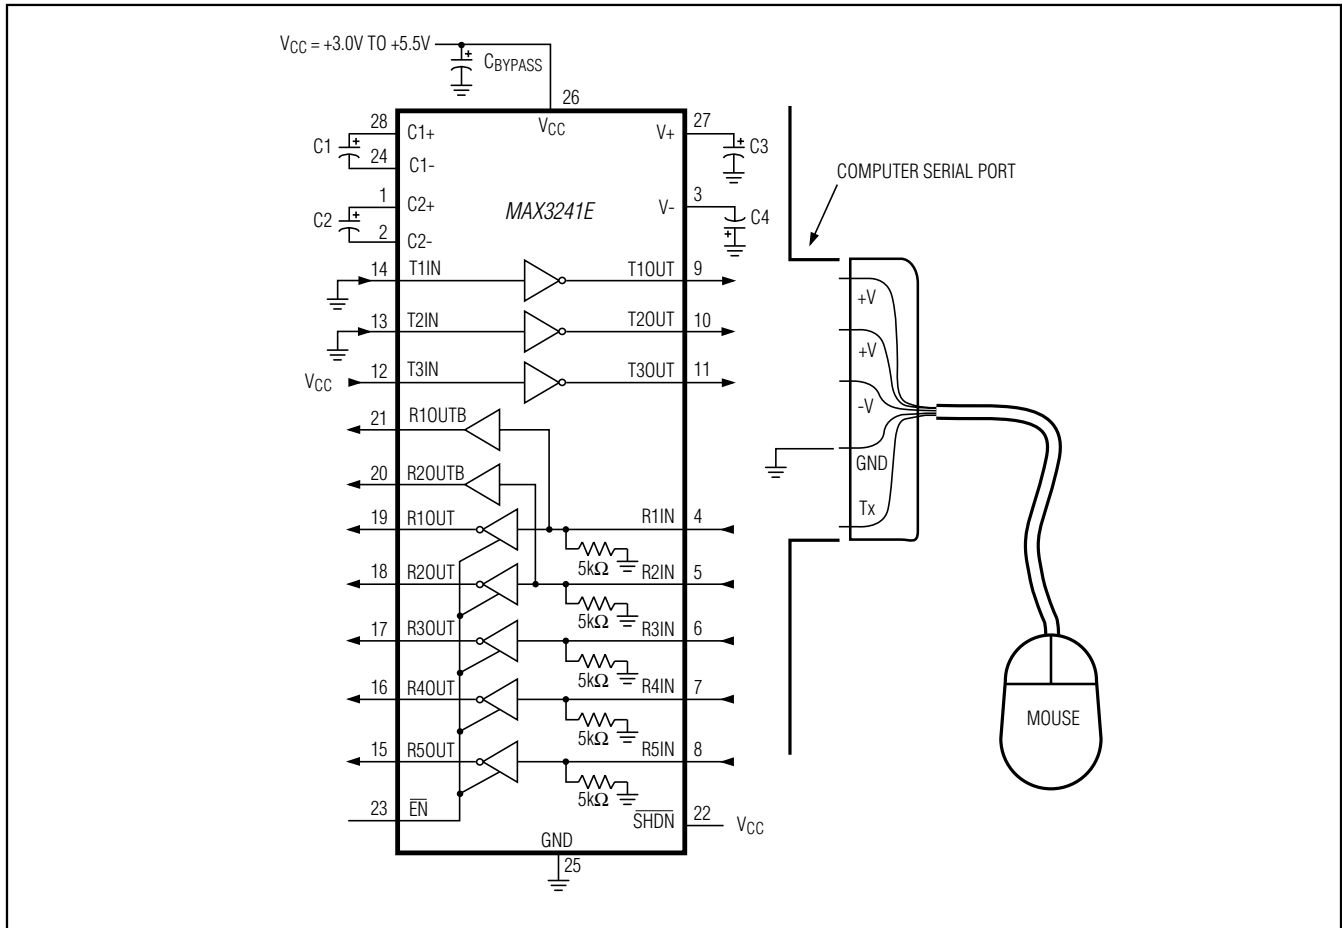 VCC = +3.0V TO +5.5V
+
CBYPASS
26
VCC
28
C1+
C1
+
24
C1-
1
C2+
C2
+
2
C2-
MAX3241E
27
V+
+
C3
3
V-
C4
+
COMPUTER SERIAL PORT
14
T1IN
T1OUT
9
13
T2IN
T2OUT
10
VCC
12
T3IN
T3OUT
11
21
R1OUTB
20
R2OUTB
19
R1OUT
R1IN
4
5kΩ
18
R2OUT
R2IN
5
5kΩ
17
R3OUT
R3IN
6
5kΩ
16
R4OUT
R4IN
7
5kΩ
15
R5OUT
R5IN
8
5kΩ
23
E̅N̅
S̅H̅D̅N̅
22
VCC
GND
25
+V
+V
-V
GND
Tx
MOUSE